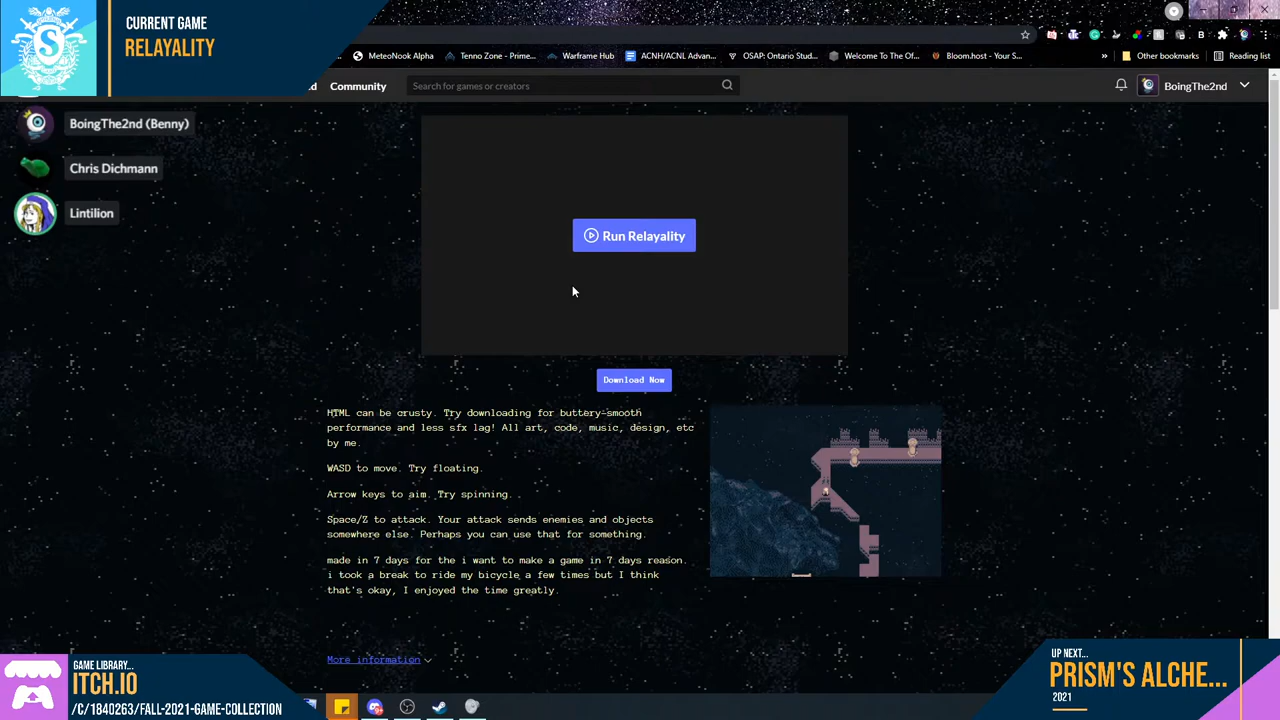 CURRENT GAME
RELAYALITY
MeteoNook Alpha
Tenno Zone - Prime...
Warframe Hub
ACNH/ACNL Advan...
OSAP: Ontario Stud...
Welcome To The Of...
Bloom.host - Your S...
»
Other bookmarks
Reading list
Community
Search for games or creators
BoingThe2nd
BoingThe2nd (Benny)
Chris Dichmann
Lintilion
Run Relayality
Download Now
HTML can be crusty. Try downloading for buttery-smooth
performance and less sfx lag! All art, code, music, design, etc
by me.
WASD to move. Try floating.
Arrow keys to aim. Try spinning.
Space/Z to attack. Your attack sends enemies and objects
somewhere else. Perhaps you can use that for something.
made in 7 days for the i want to make a game in 7 days reason.
i took a break to ride my bicycle a few times but I think
that's okay, I enjoyed the time greatly.
More information
GAME LIBRARY...
ITCH.IO
/C/1840263/FALL-2021-GAME-COLLECTION
UP NEXT...
PRISM'S ALCHE...
2021